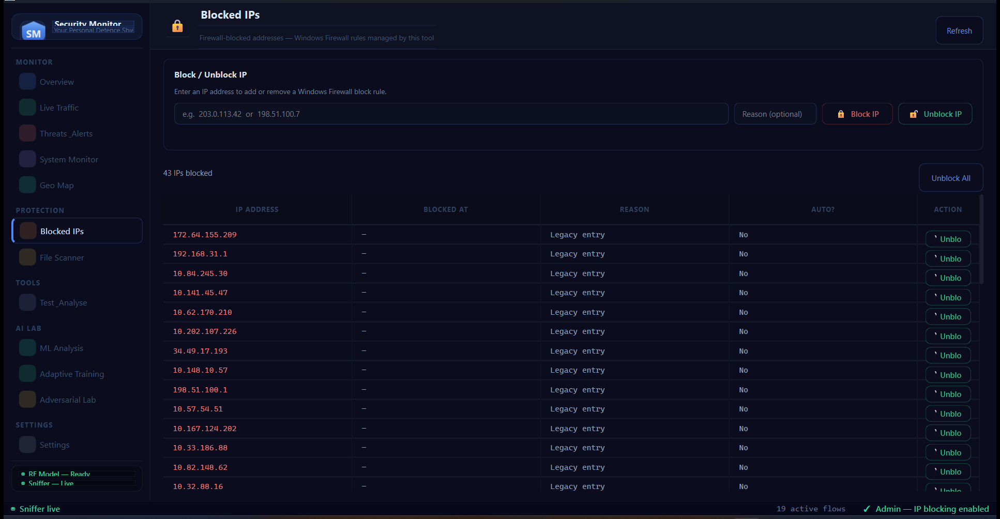 Security Monitor
Your Personal Defence Shie
SM
MONITOR
Overview
Live Traffic
Threats _Alerts
System Monitor
Geo Map
PROTECTION
Blocked IPs
File Scanner
TOOLS
Test _Analyse
AI LAB
ML Analysis
Adaptive Training
Adversarial Lab
SETTINGS
Settings
RF Model — Ready
Sniffer — Live
Blocked IPs
Firewall-blocked addresses — Windows Firewall rules managed by this tool
Refresh
Block / Unblock IP
Enter an IP address to add or remove a Windows Firewall block rule.
e.g. 203.0.113.42 or 198.51.100.7 Reason (optional) Block IP Unblock IP
43 IPs blocked
Unblock All
IP ADDRESS BLOCKED AT REASON AUTO? ACTION
172.64.155.209 — Legacy entry No Unblo
192.168.31.1 — Legacy entry No Unblo
10.84.245.30 — Legacy entry No Unblo
10.141.45.47 — Legacy entry No Unblo
10.62.170.210 — Legacy entry No Unblo
10.202.107.226 — Legacy entry No Unblo
34.49.17.193 — Legacy entry No Unblo
10.148.10.57 — Legacy entry No Unblo
198.51.100.1 — Legacy entry No Unblo
10.57.54.51 — Legacy entry No Unblo
10.167.124.202 — Legacy entry No Unblo
10.33.186.88 — Legacy entry No Unblo
10.82.148.62 — Legacy entry No Unblo
10.32.88.16 — Legacy entry No Unblo
Sniffer live
19 active flows ✓ Admin — IP blocking enabled